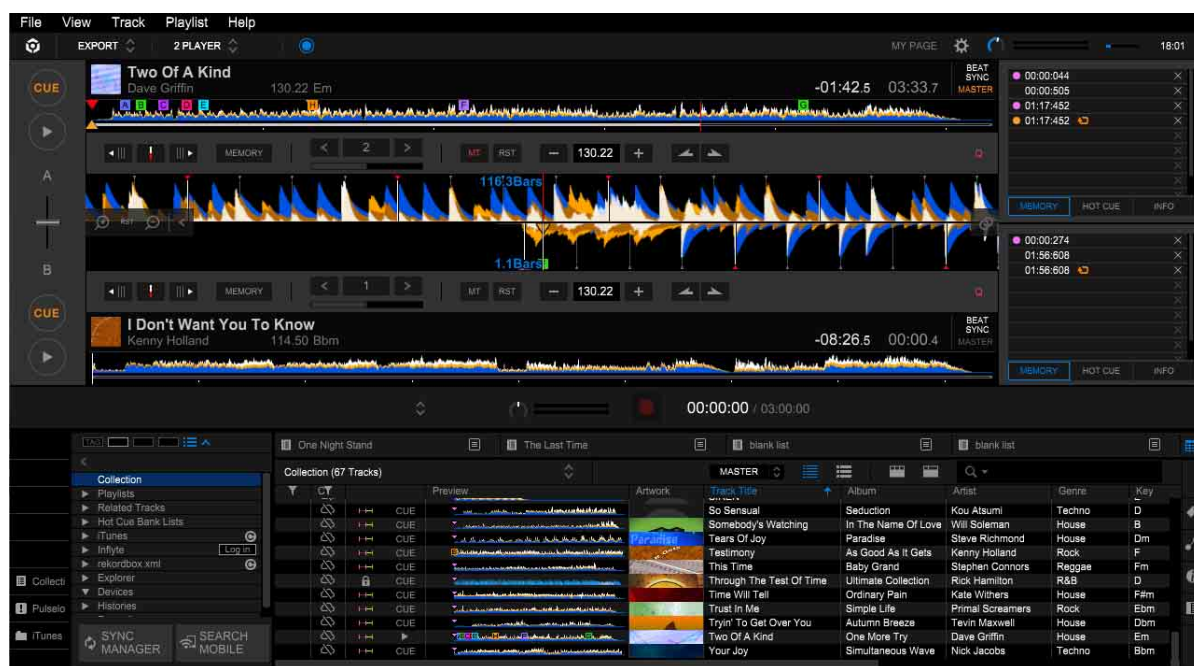 File View Track Playlist Help
EXPORT 2 PLAYER MY PAGE 18:01
CUE
Two Of A Kind
Dave Griffin 130.22 Em -01:42.5 03:33.7
BEAT SYNC MASTER
A B C D E H F G
MEMORY < 2 > MT RST — 130.22 + Q
A
116.3Bars
RST <
1.1Bars
B
MEMORY < 1 > MT RST — 130.22 + Q
CUE
I Don't Want You To Know
Kenny Holland 114.50 Bbm -08:26.5 00:00.4
BEAT SYNC MASTER
00:00:044
00:00:505
01:17:452
01:17:452
MEMORY HOT CUE INFO
00:00:274
01:56:608
01:56:608
MEMORY HOT CUE INFO
00:00:00 / 03:00:00
TAG
One Night Stand The Last Time blank list blank list
Collection (67 Tracks) MASTER
Collection
Playlists
Related Tracks
Hot Cue Bank Lists
iTunes
Inflyte Log in
rekordbox xml
Explorer
Devices
Histories
Collecti
Pulselo
iTunes
SYNC MANAGER
SEARCH MOBILE
Preview Artwork Track Title Album Artist Genre Key
CUE So Sensual Seduction Kou Atsumi Techno D
CUE Somebody's Watching In The Name Of Love Will Soleman House B
CUE Tears Of Joy Paradise Steve Richmond House Dm
CUE Testimony As Good As It Gets Kenny Holland Rock F
CUE This Time Baby Grand Stephen Connors Reggae Fm
CUE Through The Test Of Time Ultimate Collection Rick Hamilton R&B D
CUE Time Will Tell Ordinary Pain Kate Withers House F#m
CUE Trust In Me Simple Life Primal Screamers Rock Ebm
CUE Tryin' To Get Over You Autumn Breeze Tevin Maxwell House Dbm
CUE Two Of A Kind One More Try Dave Griffin House Em
CUE Your Joy Simultaneous Wave Nick Jacobs Techno Bbm